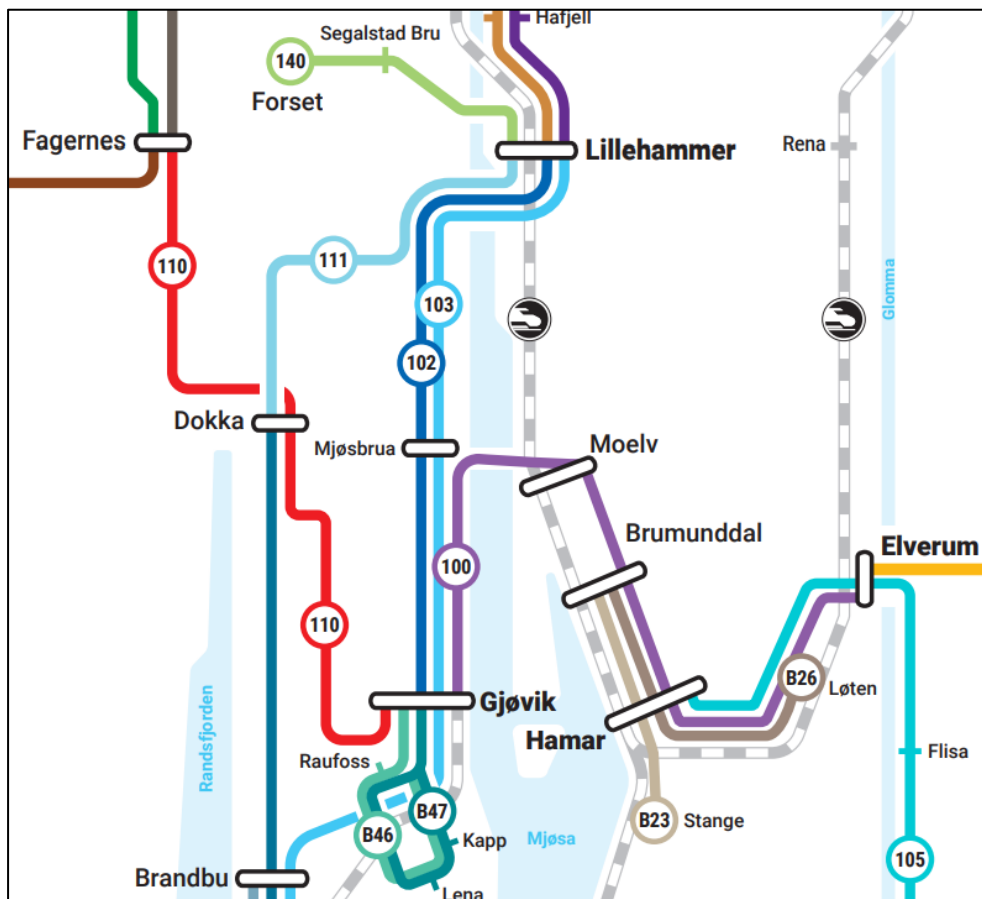 Hafjell
Segalstad Bru
140
Forset
Fagernes
Lillehammer
Rena
110
111
Glomma
103
102
Dokka
Mjøsbrua
Moelv
Brumunddal
Elverum
100
110
B26
Løten
Gjøvik
Hamar
Randsfjorden
Raufoss
Flisa
B47
B46
Kapp
Mjøsa
B23
Stange
105
Brandbu
Lena